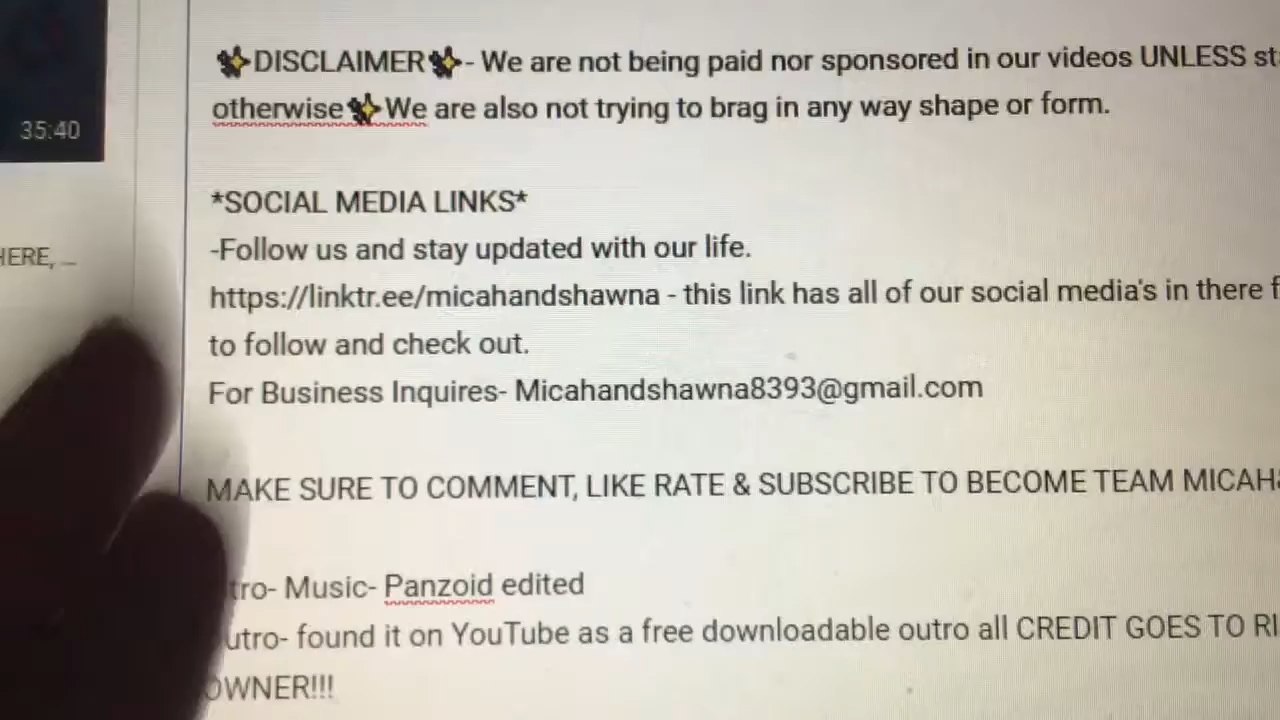 ✨DISCLAIMER✨- We are not being paid nor sponsored in our videos UNLESS
otherwise✨We are also not trying to brag in any way shape or form.
35:40
*SOCIAL MEDIA LINKS*
-Follow us and stay updated with our life.
HERE, ...
https://linktr.ee/micahandshawna - this link has all of our social media's in there
to follow and check out.
For Business Inquires- Micahandshawna8393@gmail.com
MAKE SURE TO COMMENT, LIKE RATE & SUBSCRIBE TO BECOME TEAM MICAH&
tro- Music- Panzoid edited
utro- found it on YouTube as a free downloadable outro all CREDIT GOES TO
OWNER!!!